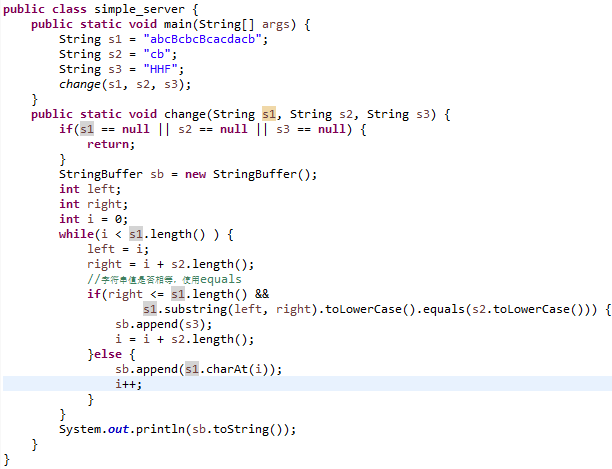 public class simple_server {
    public static void main(String[] args) {
        String s1 = "abcBcbcBcacdacb";
        String s2 = "cb";
        String s3 = "HHF";
        change(s1, s2, s3);
    }
    public static void change(String s1, String s2, String s3) {
        if(s1 == null || s2 == null || s3 == null) {
            return;
        }
        StringBuffer sb = new StringBuffer();
        int left;
        int right;
        int i = 0;
        while(i < s1.length() ) {
            left = i;
            right = i + s2.length();
            //字符串值是否相等，使用equals
            if(right <= s1.length() &&
                    s1.substring(left, right).toLowerCase().equals(s2.toLowerCase())) {
                sb.append(s3);
                i = i + s2.length();
            }else {
                sb.append(s1.charAt(i));
                i++;
            }
        }
        System.out.println(sb.toString());
    }
}